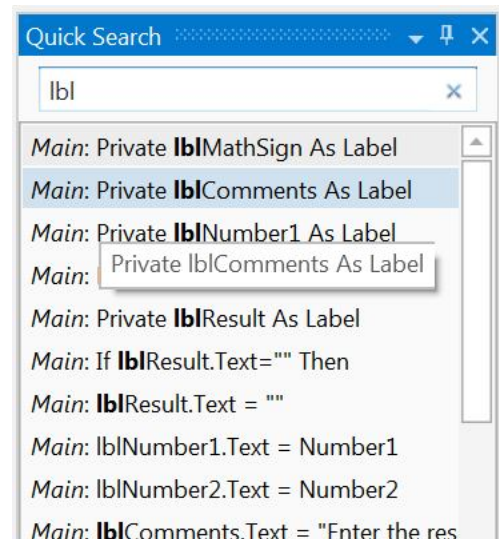 Quick Search
lbl
Main: Private lblMathSign As Label
Main: Private lblComments As Label
Main: Private lblNumber1 As Label
Main:
Private lblComments As Label
Main: Private lblResult As Label
Main: If lblResult.Text="" Then
Main: lblResult.Text = ""
Main: lblNumber1.Text = Number1
Main: lblNumber2.Text = Number2
Main: lblComments.Text = "Enter the res